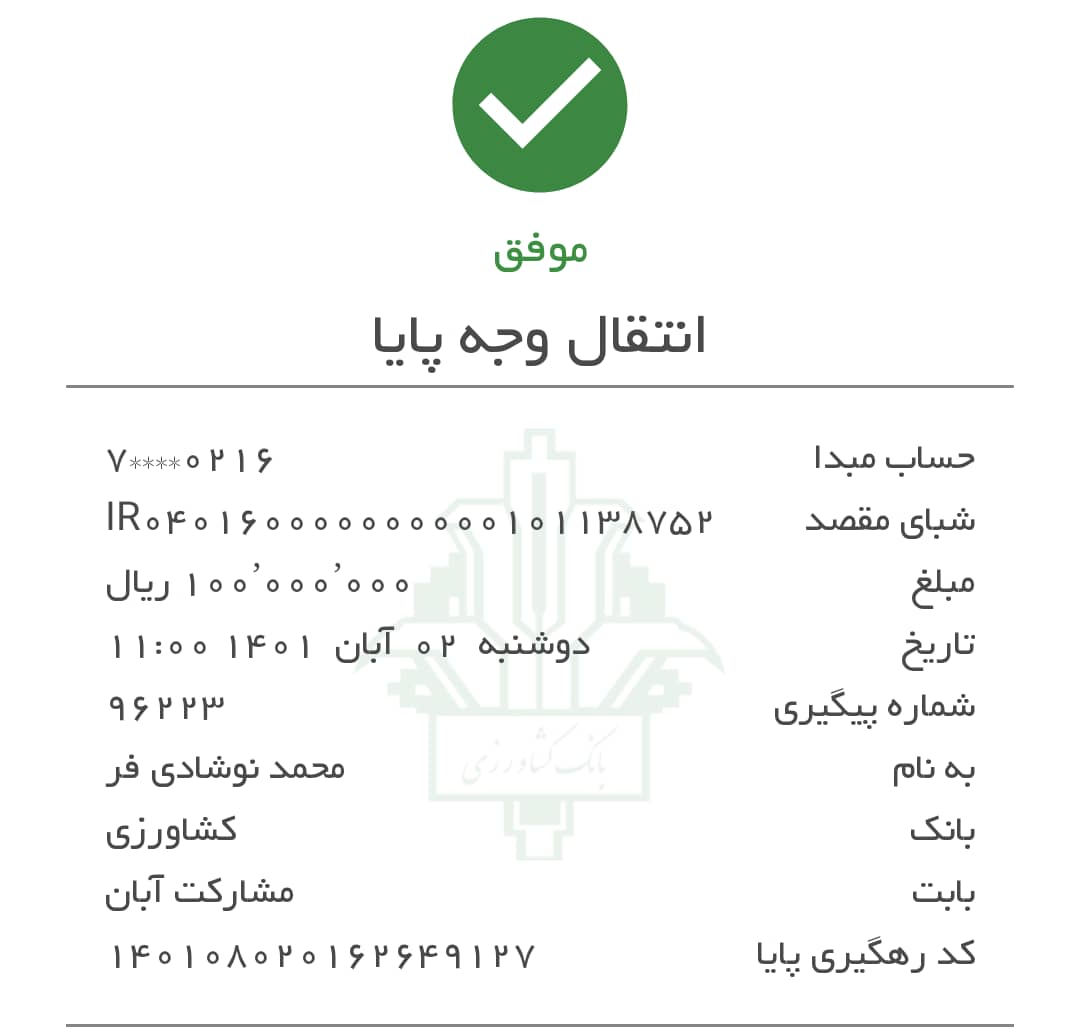 موفق
انتقال وجه پایا
حساب مبدا ۷****۰۲۱۶
شبای مقصد IR۰۴۰۱۶۰۰۰۰۰۰۰۰۰۰۱۰۱۱۳۸۷۵۲
مبلغ ۱۰۰٬۰۰۰٬۰۰۰ ریال
تاریخ دوشنبه ۰۲ آبان ۱۴۰۱ ۱۱:۰۰
شماره پیگیری ۹۶۲۲۳
به نام محمد نوشادی فر
بانک کشاورزی
بانک کشاورزی
بابت مشارکت آبان
کد رهگیری پایا ۱۴۰۱۰۸۰۲۰۱۶۲۶۴۹۱۲۷